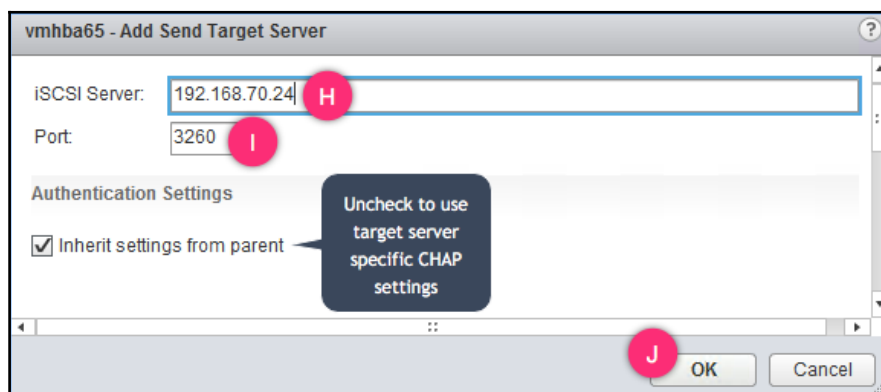 vmhba65 - Add Send Target Server ?
iSCSI Server: 192.168.70.24 H
Port: 3260 I
Authentication Settings
Inherit settings from parent
Uncheck to use
target server
specific CHAP
settings
J OK Cancel